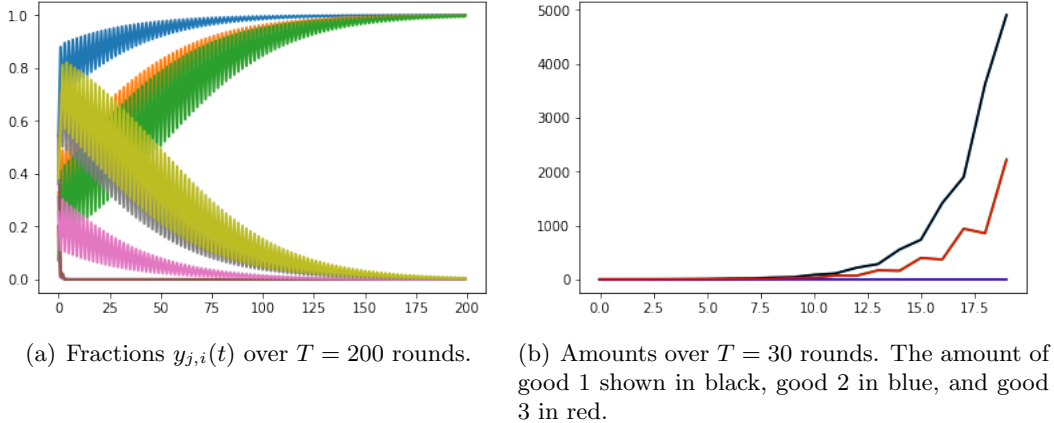 1.0
0.8
0.6
0.4
0.2
0.0
0 25 50 75 100 125 150 175 200
5000
4000
3000
2000
1000
0
0.0 2.5 5.0 7.5 10.0 12.5 15.0 17.5
(a) Fractions y_{j,i}(t) over T = 200 rounds.
(b) Amounts over T = 30 rounds. The amount of
good 1 shown in black, good 2 in blue, and good
3 in red.